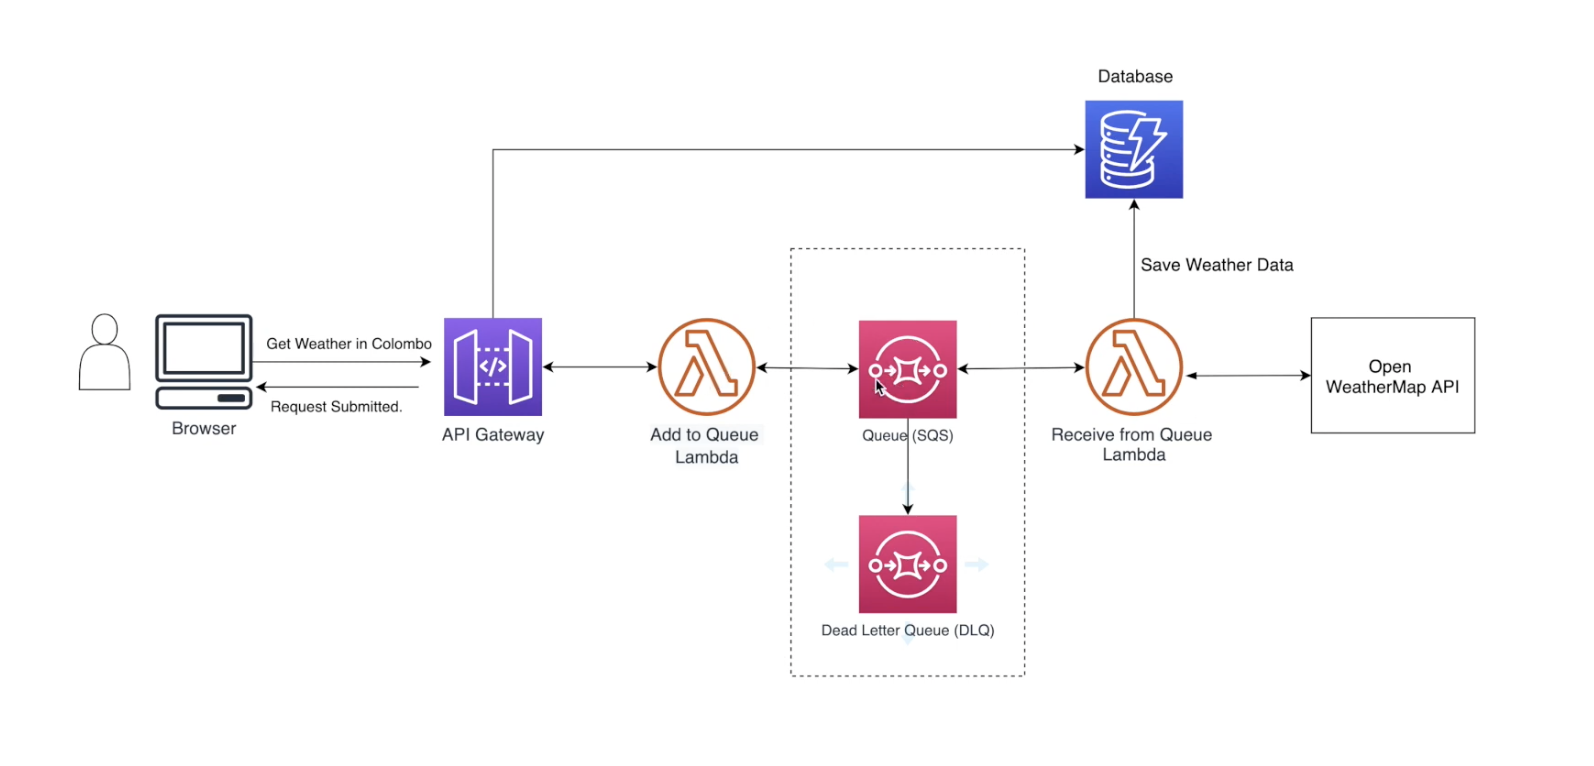 Database
Save Weather Data
Get Weather in Colombo
Request Submitted.
Browser
</>
API Gateway
Add to Queue
Lambda
Queue (SQS)
Receive from Queue
Lambda
Open
WeatherMap API
Dead Letter Queue (DLQ)